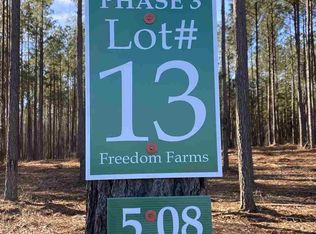 PHASE 3
Lot#
13
Freedom Farms
5.08